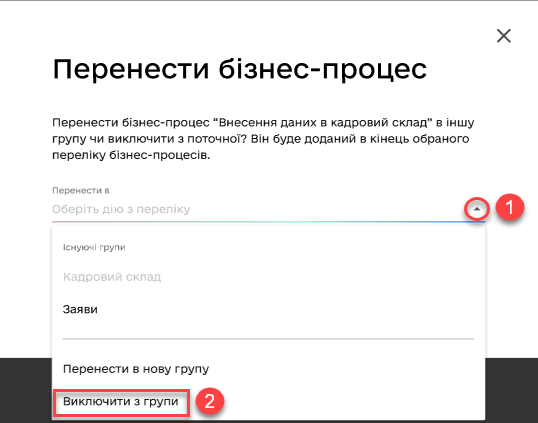 Перенести бізнес-процес
Перенести бізнес-процес “Внесення даних в кадровий склад” в іншу
групу чи виключити з поточної? Він буде доданий в кінець обраного
переліку бізнес-процесів.
Перенести в
Оберіть дію з переліку
1
Існуючі групи
Кадровий склад
Заяви
Перенести в нову групу
Виключити з групи
2